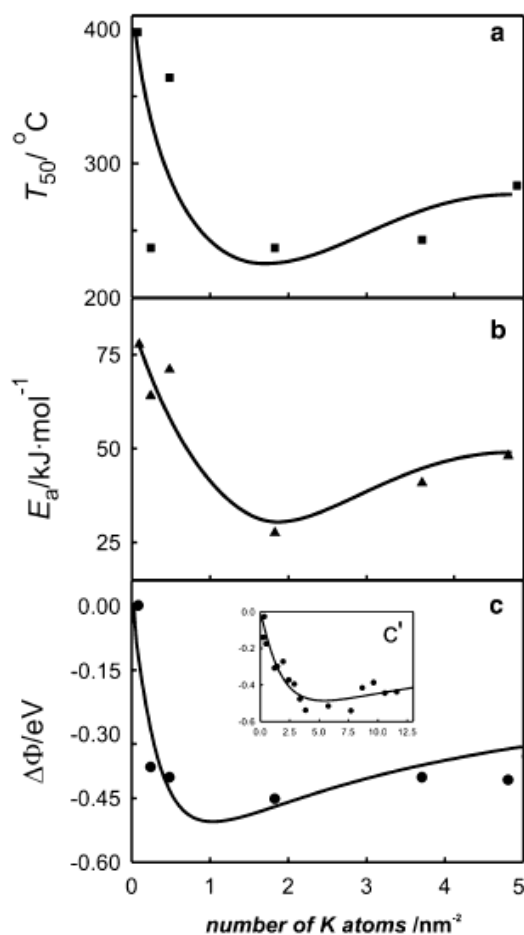 a
400
300
200
T50/ °C
b
75
50
25
Ea/kJ·mol-1
c
0.00
-0.15
-0.30
-0.45
-0.60
ΔΦ/eV
C'
0.0
-0.2
-0.4
-0.6
0.0 2.5 5.0 7.5 10.0 12.5
0 1 2 3 4 5
number of K atoms /nm-2